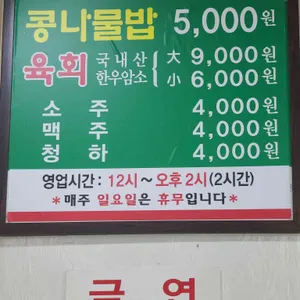 콩나물밥 5,000원
육회 국내산 한우암소 大 9,000원
小 6,000원
소주 4,000원
맥주 4,000원
청하 4,000원
영업시간 : 12시~오후2시(2시간)
*매주 일요일은 휴무입니다*
금연